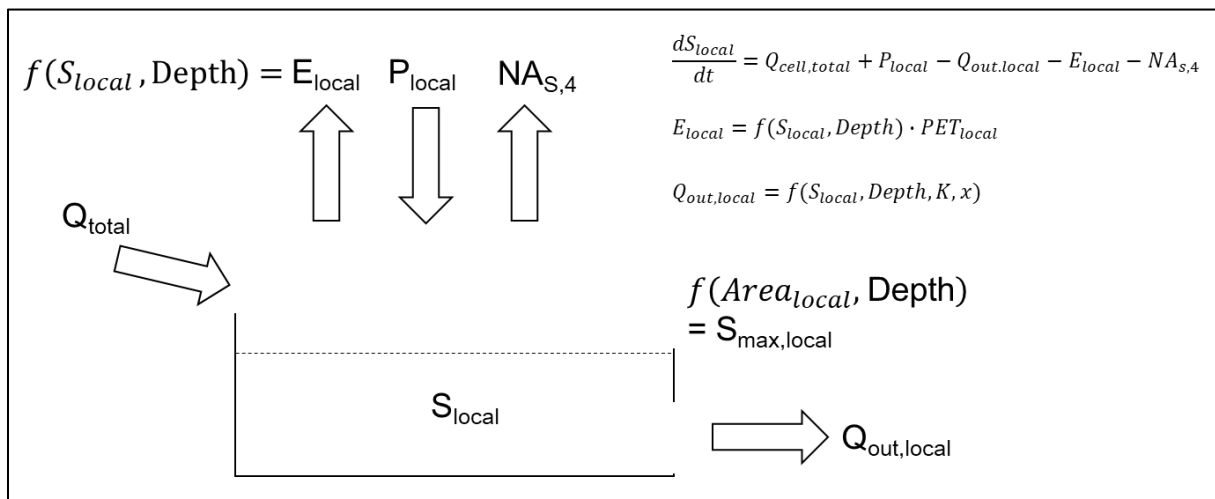 f(S_local, Depth) = E_local P_local NA_S,4
dS_local/dt = Q_cell,total + P_local − Q_out.local − E_local − NA_s,4
E_local = f(S_local, Depth) · PET_local
Q_out,local = f(S_local, Depth, K, x)
Q_total
f(Area_local, Depth)
= S_max,local
S_local
Q_out,local